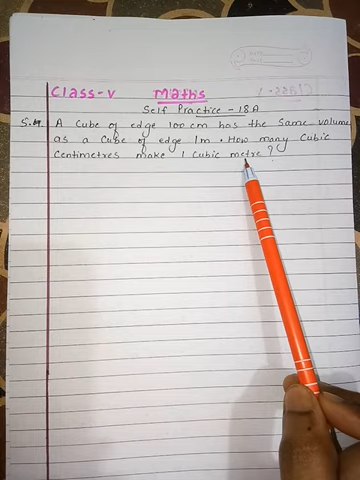 Class-V Maths
Self Practice - 18A
A Cube of edge 100 cm has the same volume
as a Cube of edge 1m. How many Cubic
Centimetres make 1 Cubic metre?